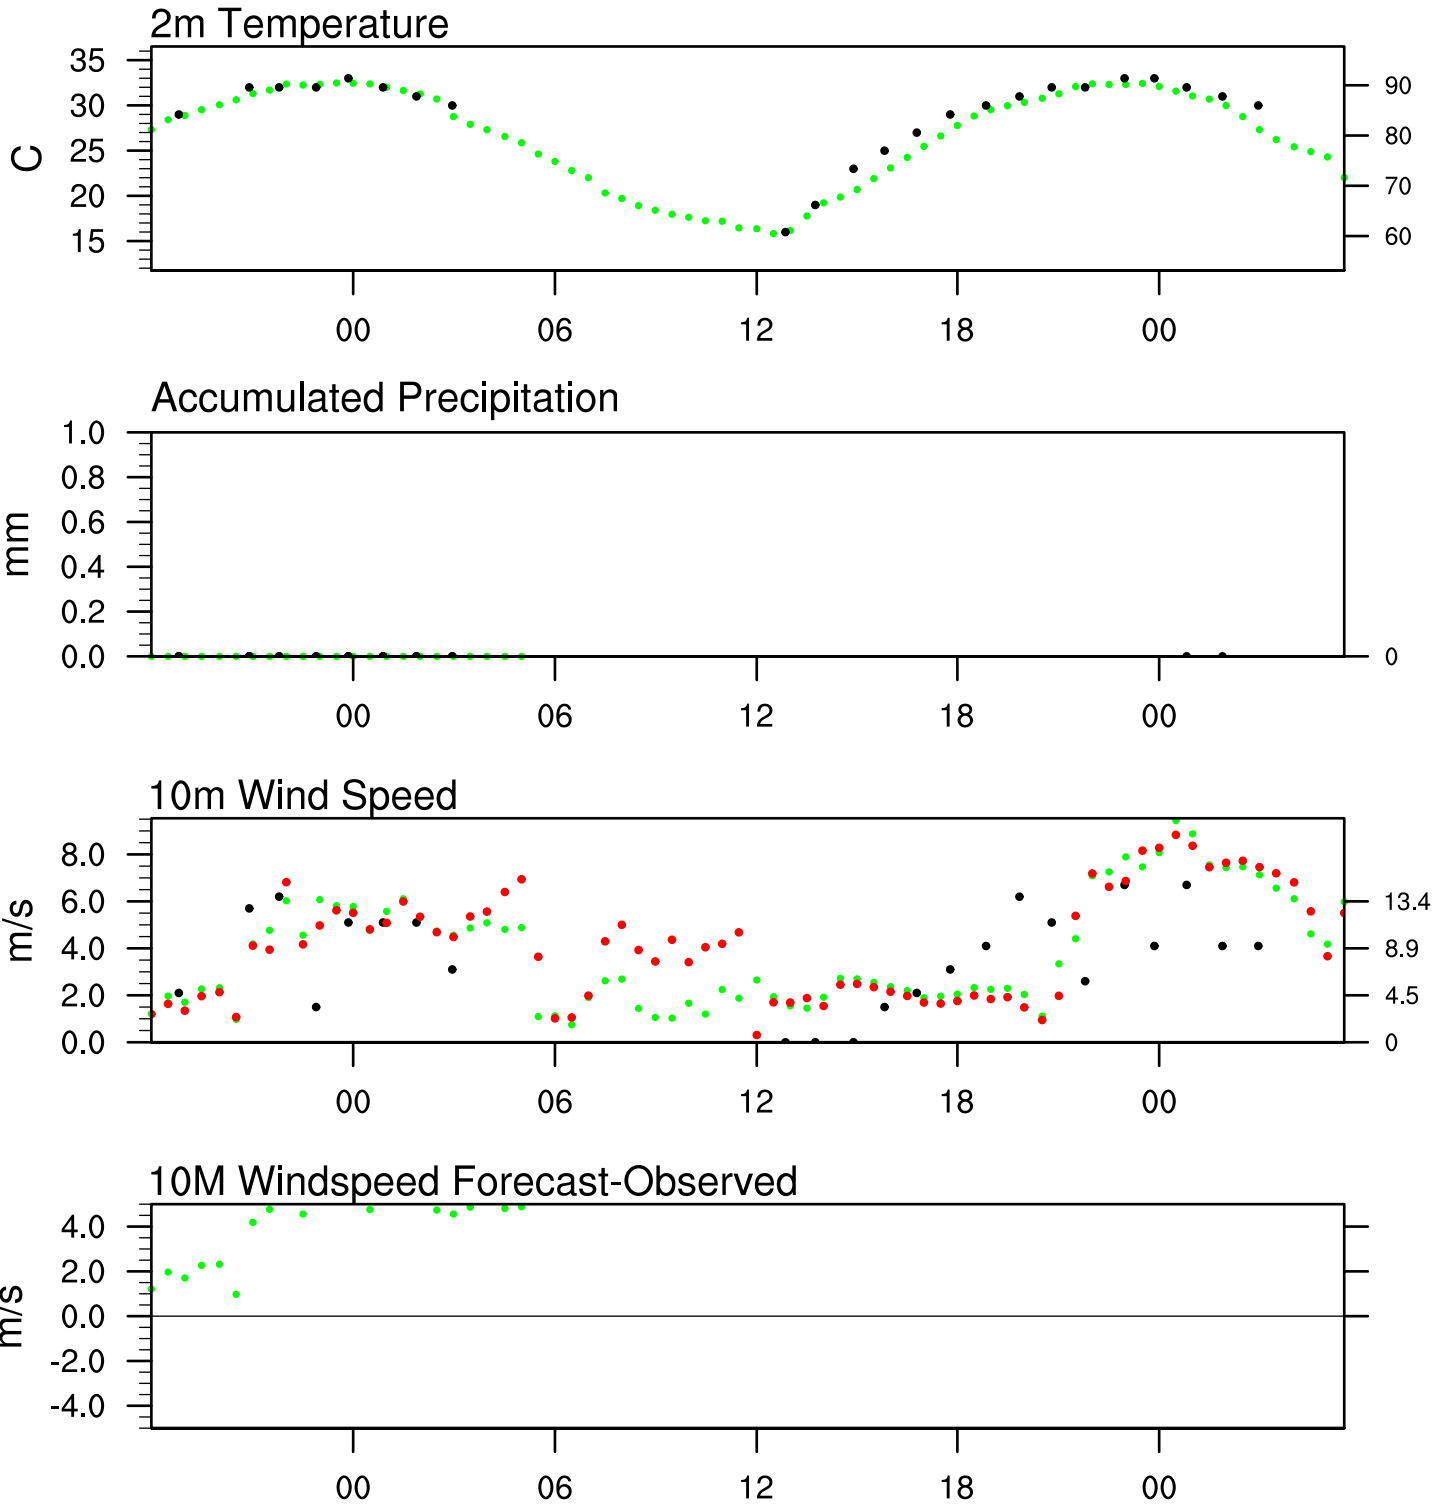 2m Temperature
35
30
25
20
15
C
90
80
70
60
00 06 12 18 00
Accumulated Precipitation
1.0
0.8
0.6
0.4
0.2
0.0
mm
0
00 06 12 18 00
10m Wind Speed
8.0
6.0
4.0
2.0
0.0
m/s
13.4
8.9
4.5
0
00 06 12 18 00
10M Windspeed Forecast-Observed
4.0
2.0
0.0
-2.0
-4.0
m/s
00 06 12 18 00